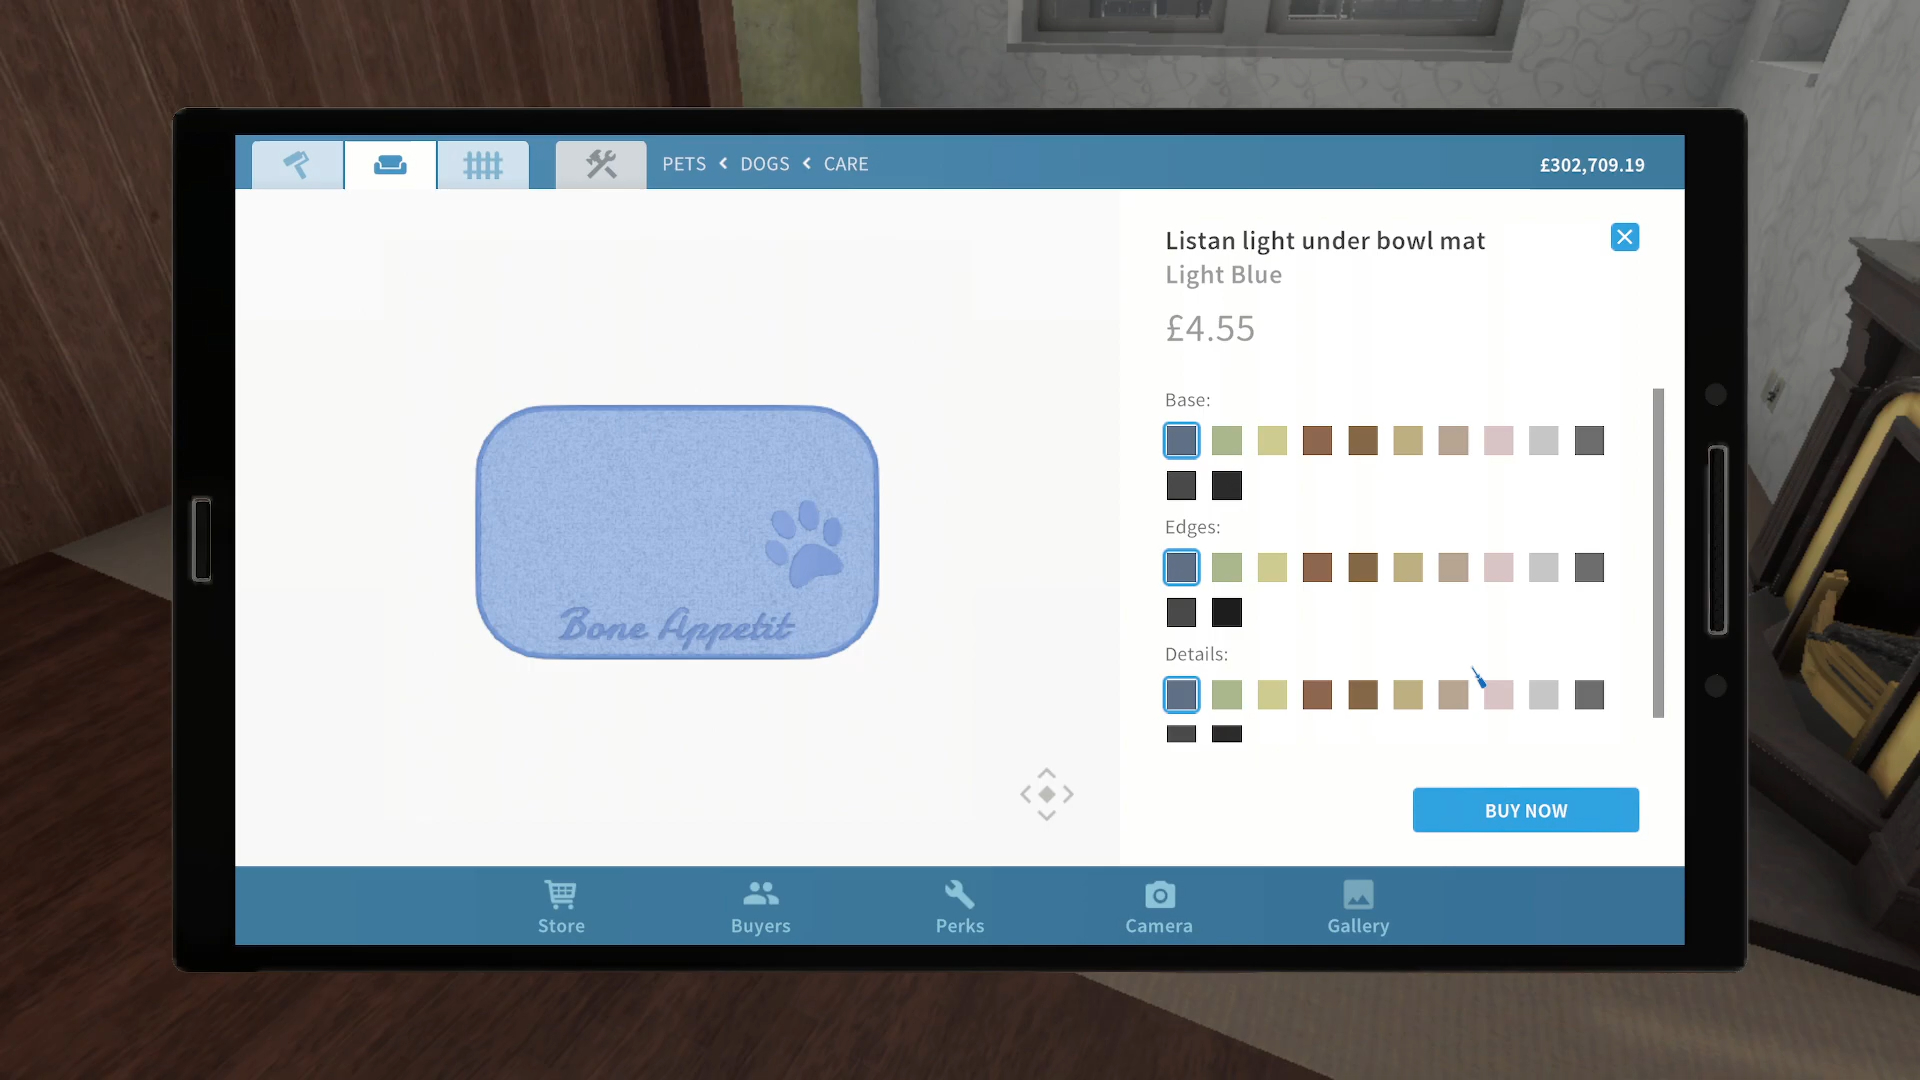 PETS < DOGS < CARE
£302,709.19
Listan light under bowl mat
Light Blue
£4.55
Base:
Edges:
Details:
Bone Appetit
BUY NOW
Store
Buyers
Perks
Camera
Gallery